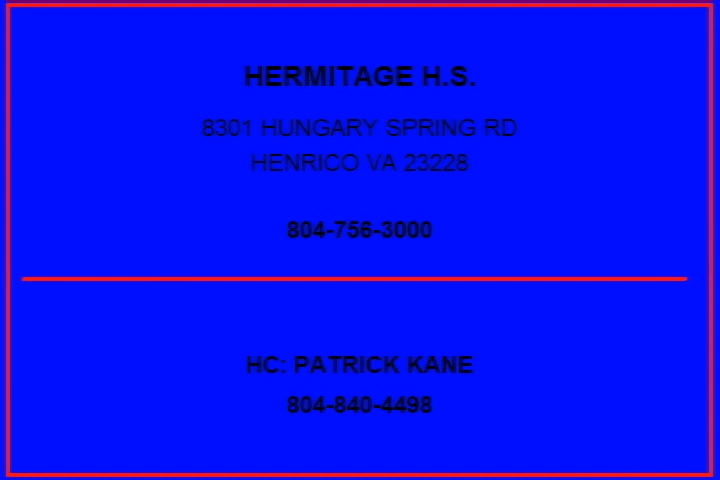 HERMITAGE H.S.
8301 HUNGARY SPRING RD
HENRICO VA 23228
804-756-3000
HC: PATRICK KANE
804-840-4498